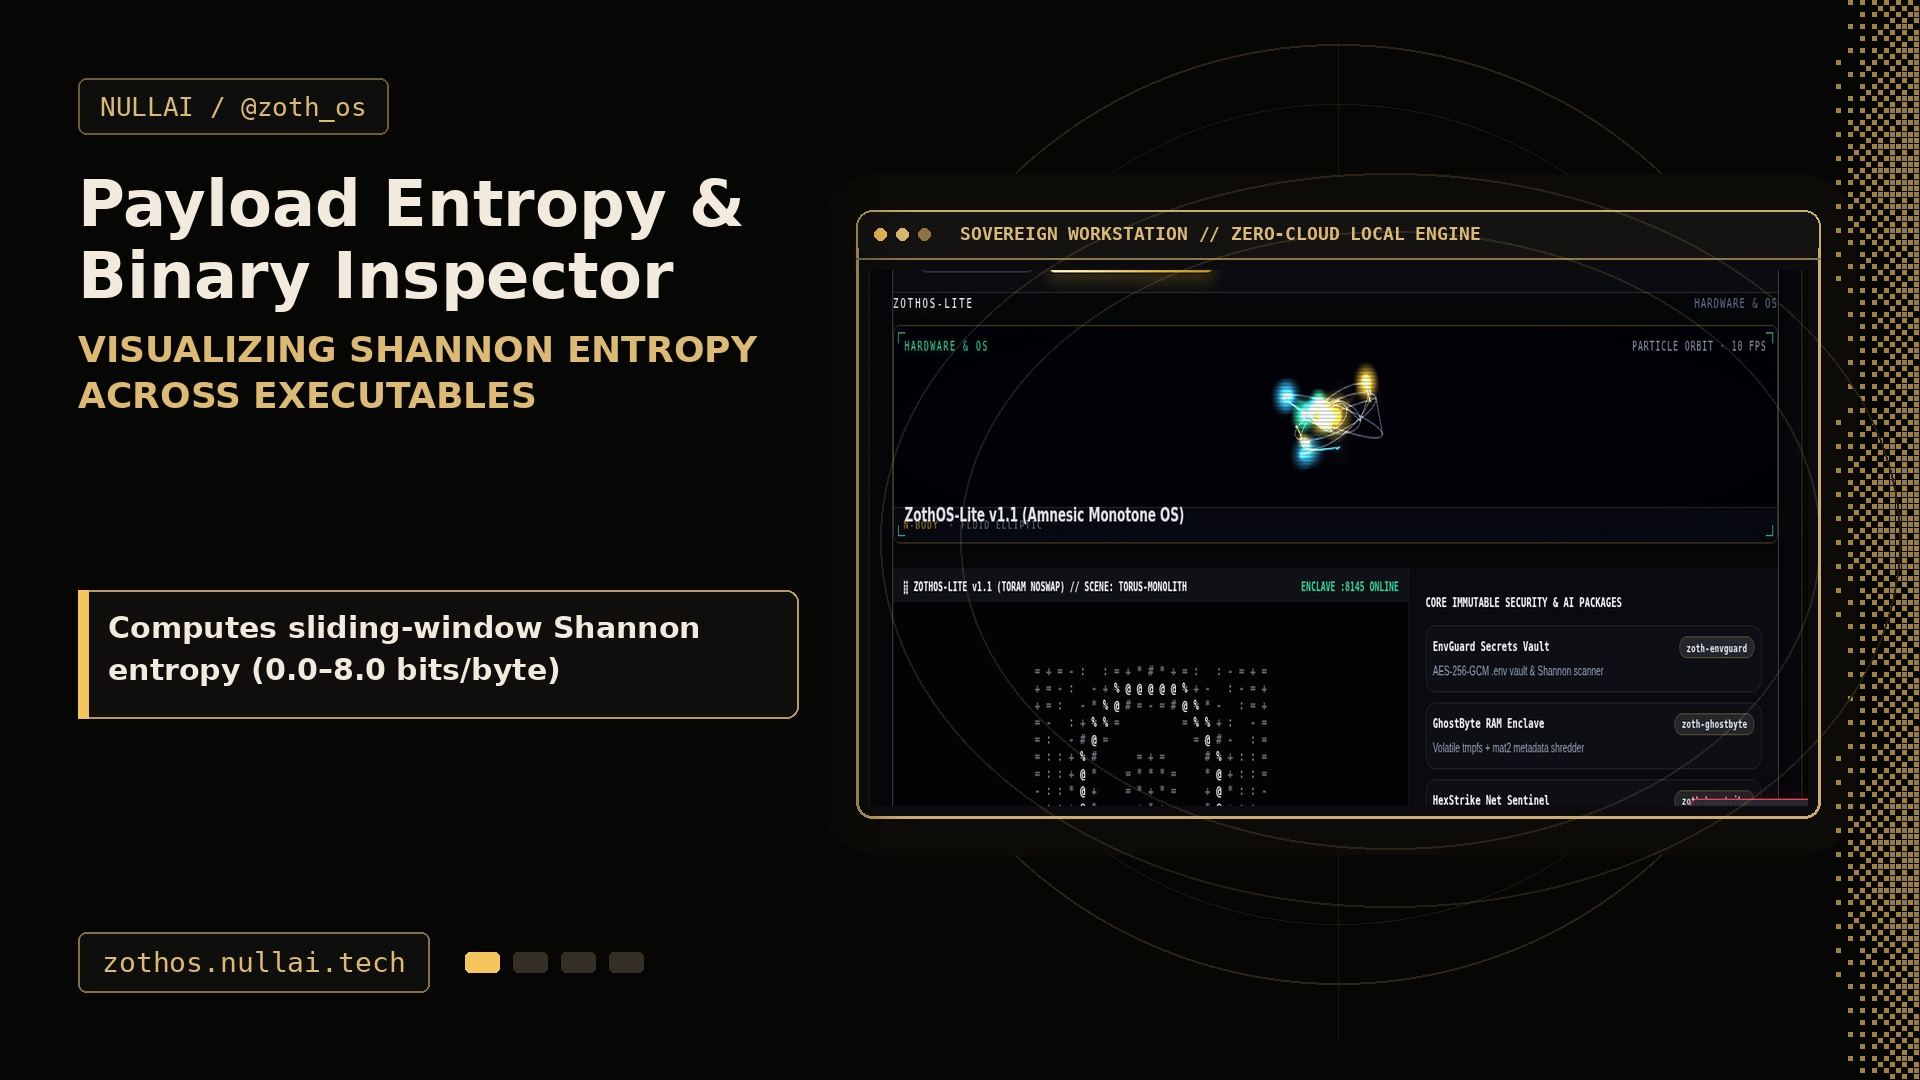 NULLAI / @zoth_os
Payload Entropy &
Binary Inspector
VISUALIZING SHANNON ENTROPY
ACROSS EXECUTABLES
Computes sliding-window Shannon
entropy (0.0–8.0 bits/byte)
zothos.nullai.tech
SOVEREIGN WORKSTATION // ZERO-CLOUD LOCAL ENGINE
ZOTHOS-LITE
HARDWARE & OS
HARDWARE & OS
PARTICLE ORBIT · 10 FPS
ZothOS-Lite v1.1 (Amnesic Monotone OS)
N-BODY · FLUID ELLIPTIC
ZOTHOS-LITE v1.1 (TORAM NOSWAP) // SCENE: TORUS-MONOLITH
ENCLAVE :8145 ONLINE
CORE IMMUTABLE SECURITY & AI PACKAGES
EnvGuard Secrets Vault
zoth-envguard
AES-256-GCM .env vault & Shannon scanner
GhostByte RAM Enclave
zoth-ghostbyte
Volatile tmpfs + mat2 metadata shredder
HexStrike Net Sentinel